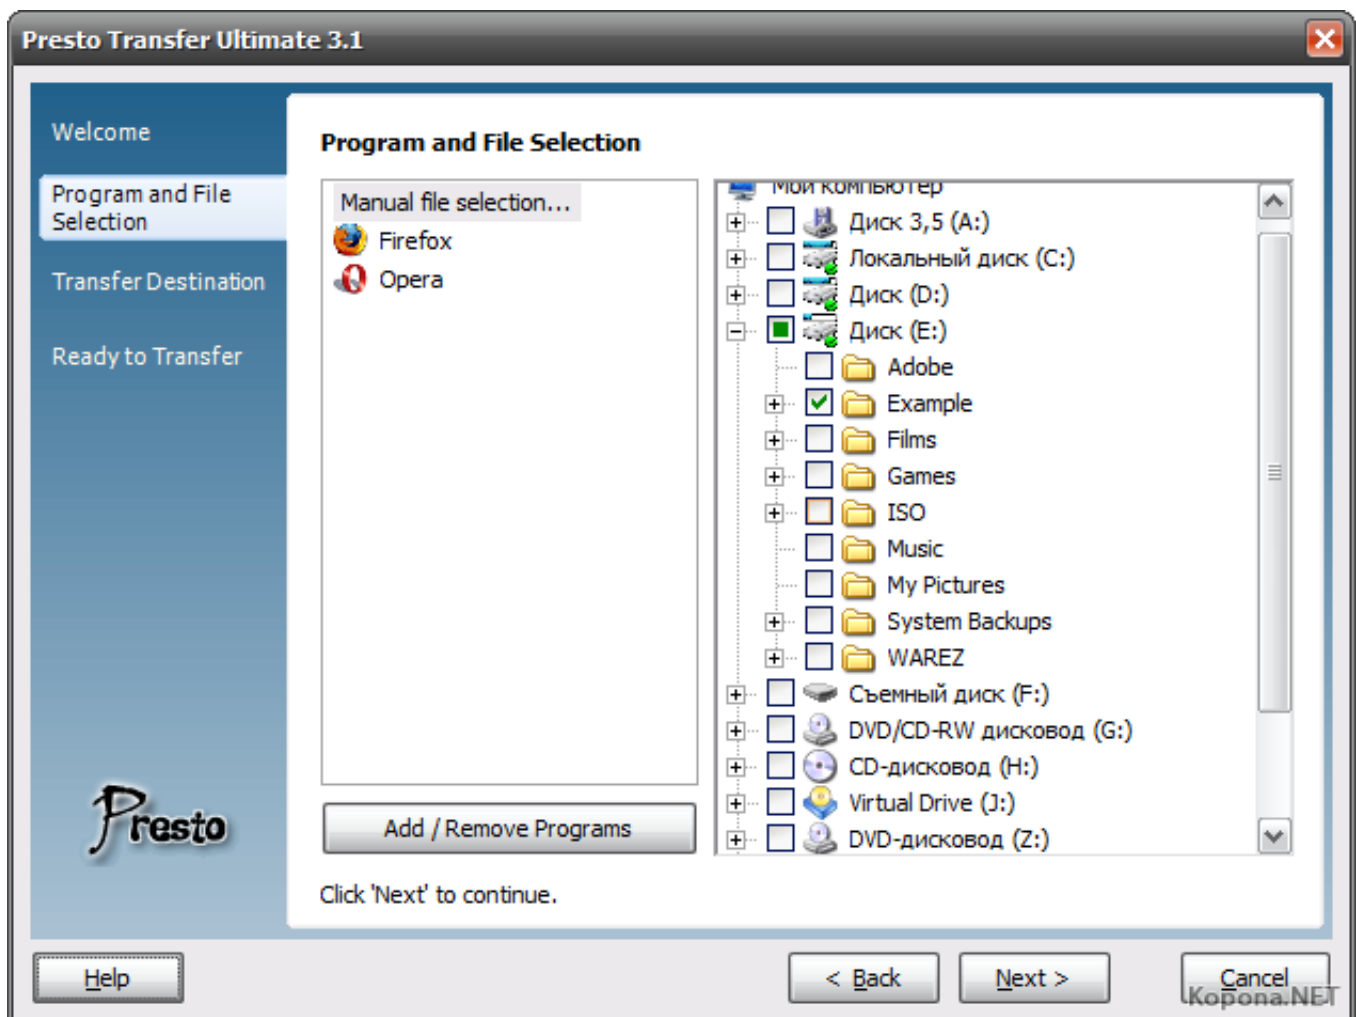 Presto Transfer Ultimate 3.1
Welcome
Program and File
Selection
Transfer Destination
Ready to Transfer
Presto
Program and File Selection
Manual file selection...
Firefox
Opera
Add / Remove Programs
Мой компьютер
Диск 3,5 (A:)
Локальный диск (C:)
Диск (D:)
Диск (E:)
Adobe
Example
Films
Games
ISO
Music
My Pictures
System Backups
WAREZ
Съемный диск (F:)
DVD/CD-RW дисковод (G:)
CD-дисковод (H:)
Virtual Drive (J:)
DVD-дисковод (Z:)
Click 'Next' to continue.
Help
< Back
Next >
Cancel
Kopona.NET